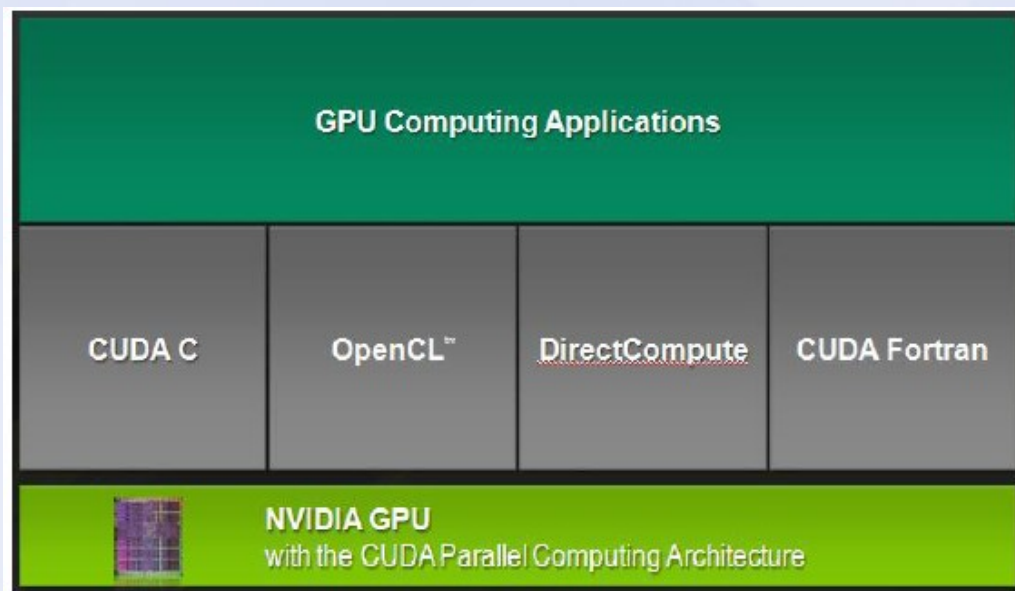 GPU Computing Applications
CUDA C
OpenCL™
DirectCompute
CUDA Fortran
NVIDIA GPU
with the CUDA Parallel Computing Architecture